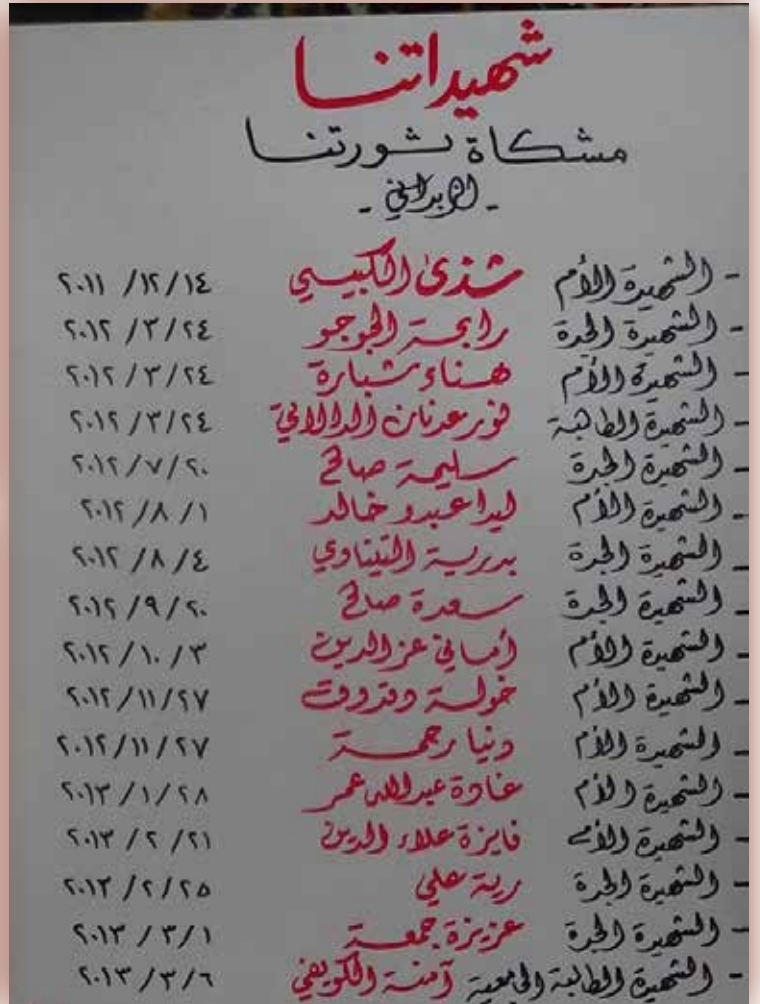 شهيداتنا
مشكاة ثورتنا
- الإبداني -
- الشهيدة الأم شذى الكبيسي ٢٠١١ /١٢/١٤
- الشهيدة الجدة رابحة الجوجو ٢٠١٢ /٣/٢٤
- الشهيدة الأم هناء شبارة ٢٠١٢/٣/٢٤
- الشهيدة الطالبة نور عدنان الدالاتي ٢٠١٢/٣/٢٤
- الشهيدة الجدة سليمة صالح ٢٠١٢/٧/٢٠
- الشهيدة الأم ليدا عبدو خالد ٢٠١٢/٨/١
- الشهيدة الجدة بدرية التيناوي ٢٠١٢/٨/٤
- الشهيدة الجدة سعدة صالح ٢٠١٢/٩/٢٠
- الشهيدة الأم أماني عز الدين ٢٠١٢/١٠/٣
- الشهيدة الأم خولة ٢٠١٢/١١/٢٧
- الشهيدة الأم دنيا رحمة ٢٠١٢/١١/٢٧
- الشهيدة الأم غادة عبدالله عمر ٢٠١٣/١/٢٨
- الشهيدة الأم فايزة علاء الدين ٢٠١٣/٢/٢١
- الشهيدة الجدة رية علي ٢٠١٣/٢/٢٥
- الشهيدة الجدة عزيزة جمعة ٢٠١٣/٣/١
- الشهيدة الطالبة الجامعية آمنة الكويفي ٢٠١٣/٣/٦